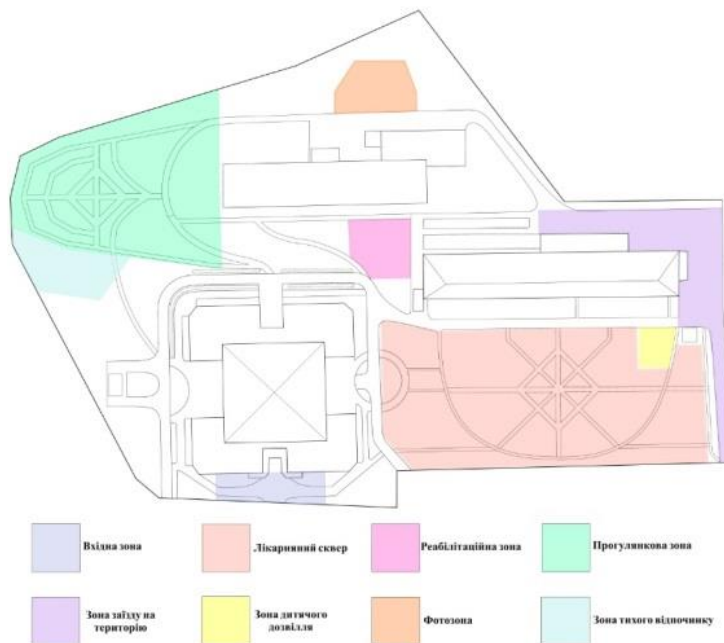 Вхідна зона
Лікарняний сквер
Реабілітаційна зона
Прогулянкова зона
Зона заїзду на
територію
Зона дитячого
дозвілля
Фотозона
Зона тихого відпочинку